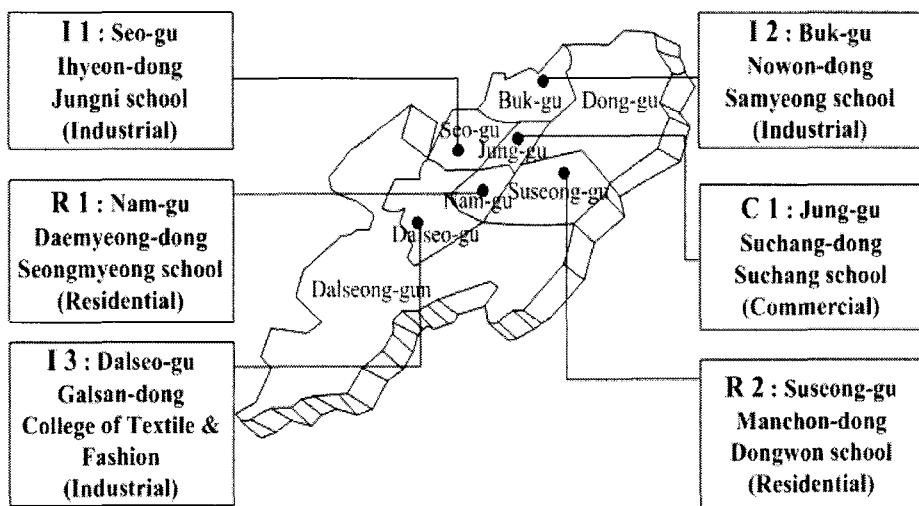 I 1 : Seo-gu
Ihyeon-dong
Jungni school
(Industrial)
I 2 : Buk-gu
Nowon-dong
Samyeong school
(Industrial)
Buk-gu
Dong-gu
Seo-gu
Jung-gu
R 1 : Nam-gu
Daemyeong-dong
Seongmyeong school
(Residential)
Nam-gu
Suseong-gu
Dalseo-gu
Dalseong-gun
C 1 : Jung-gu
Suchang-dong
Suchang school
(Commercial)
I 3 : Dalseo-gu
Galsan-dong
College of Textile &
Fashion
(Industrial)
R 2 : Suseong-gu
Manchon-dong
Dongwon school
(Residential)